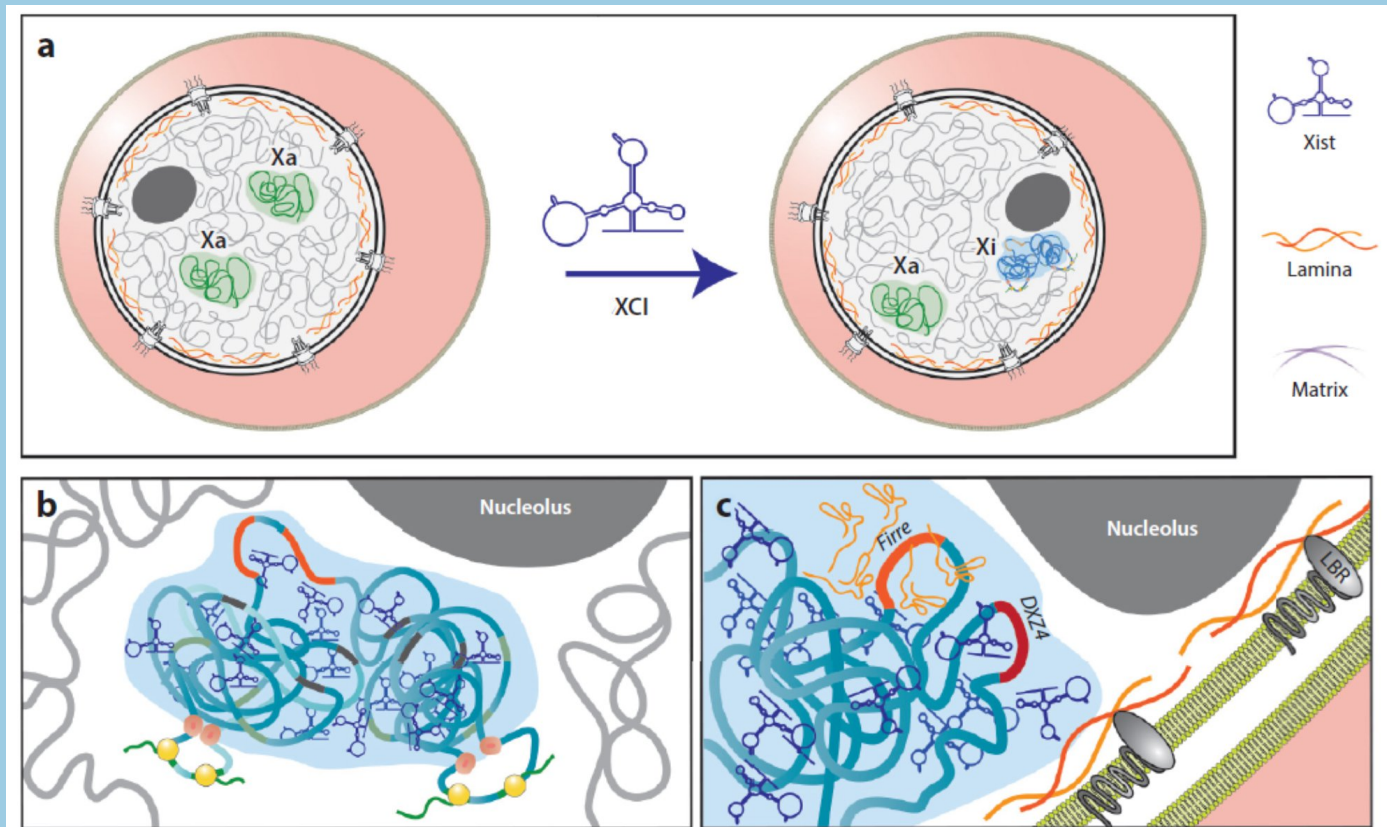 a
Xa
Xa
XCI
Xi
Xa
Xist
Lamina
Matrix
b
Nucleolus
c
Firre
Nucleolus
DXZ4
LBR